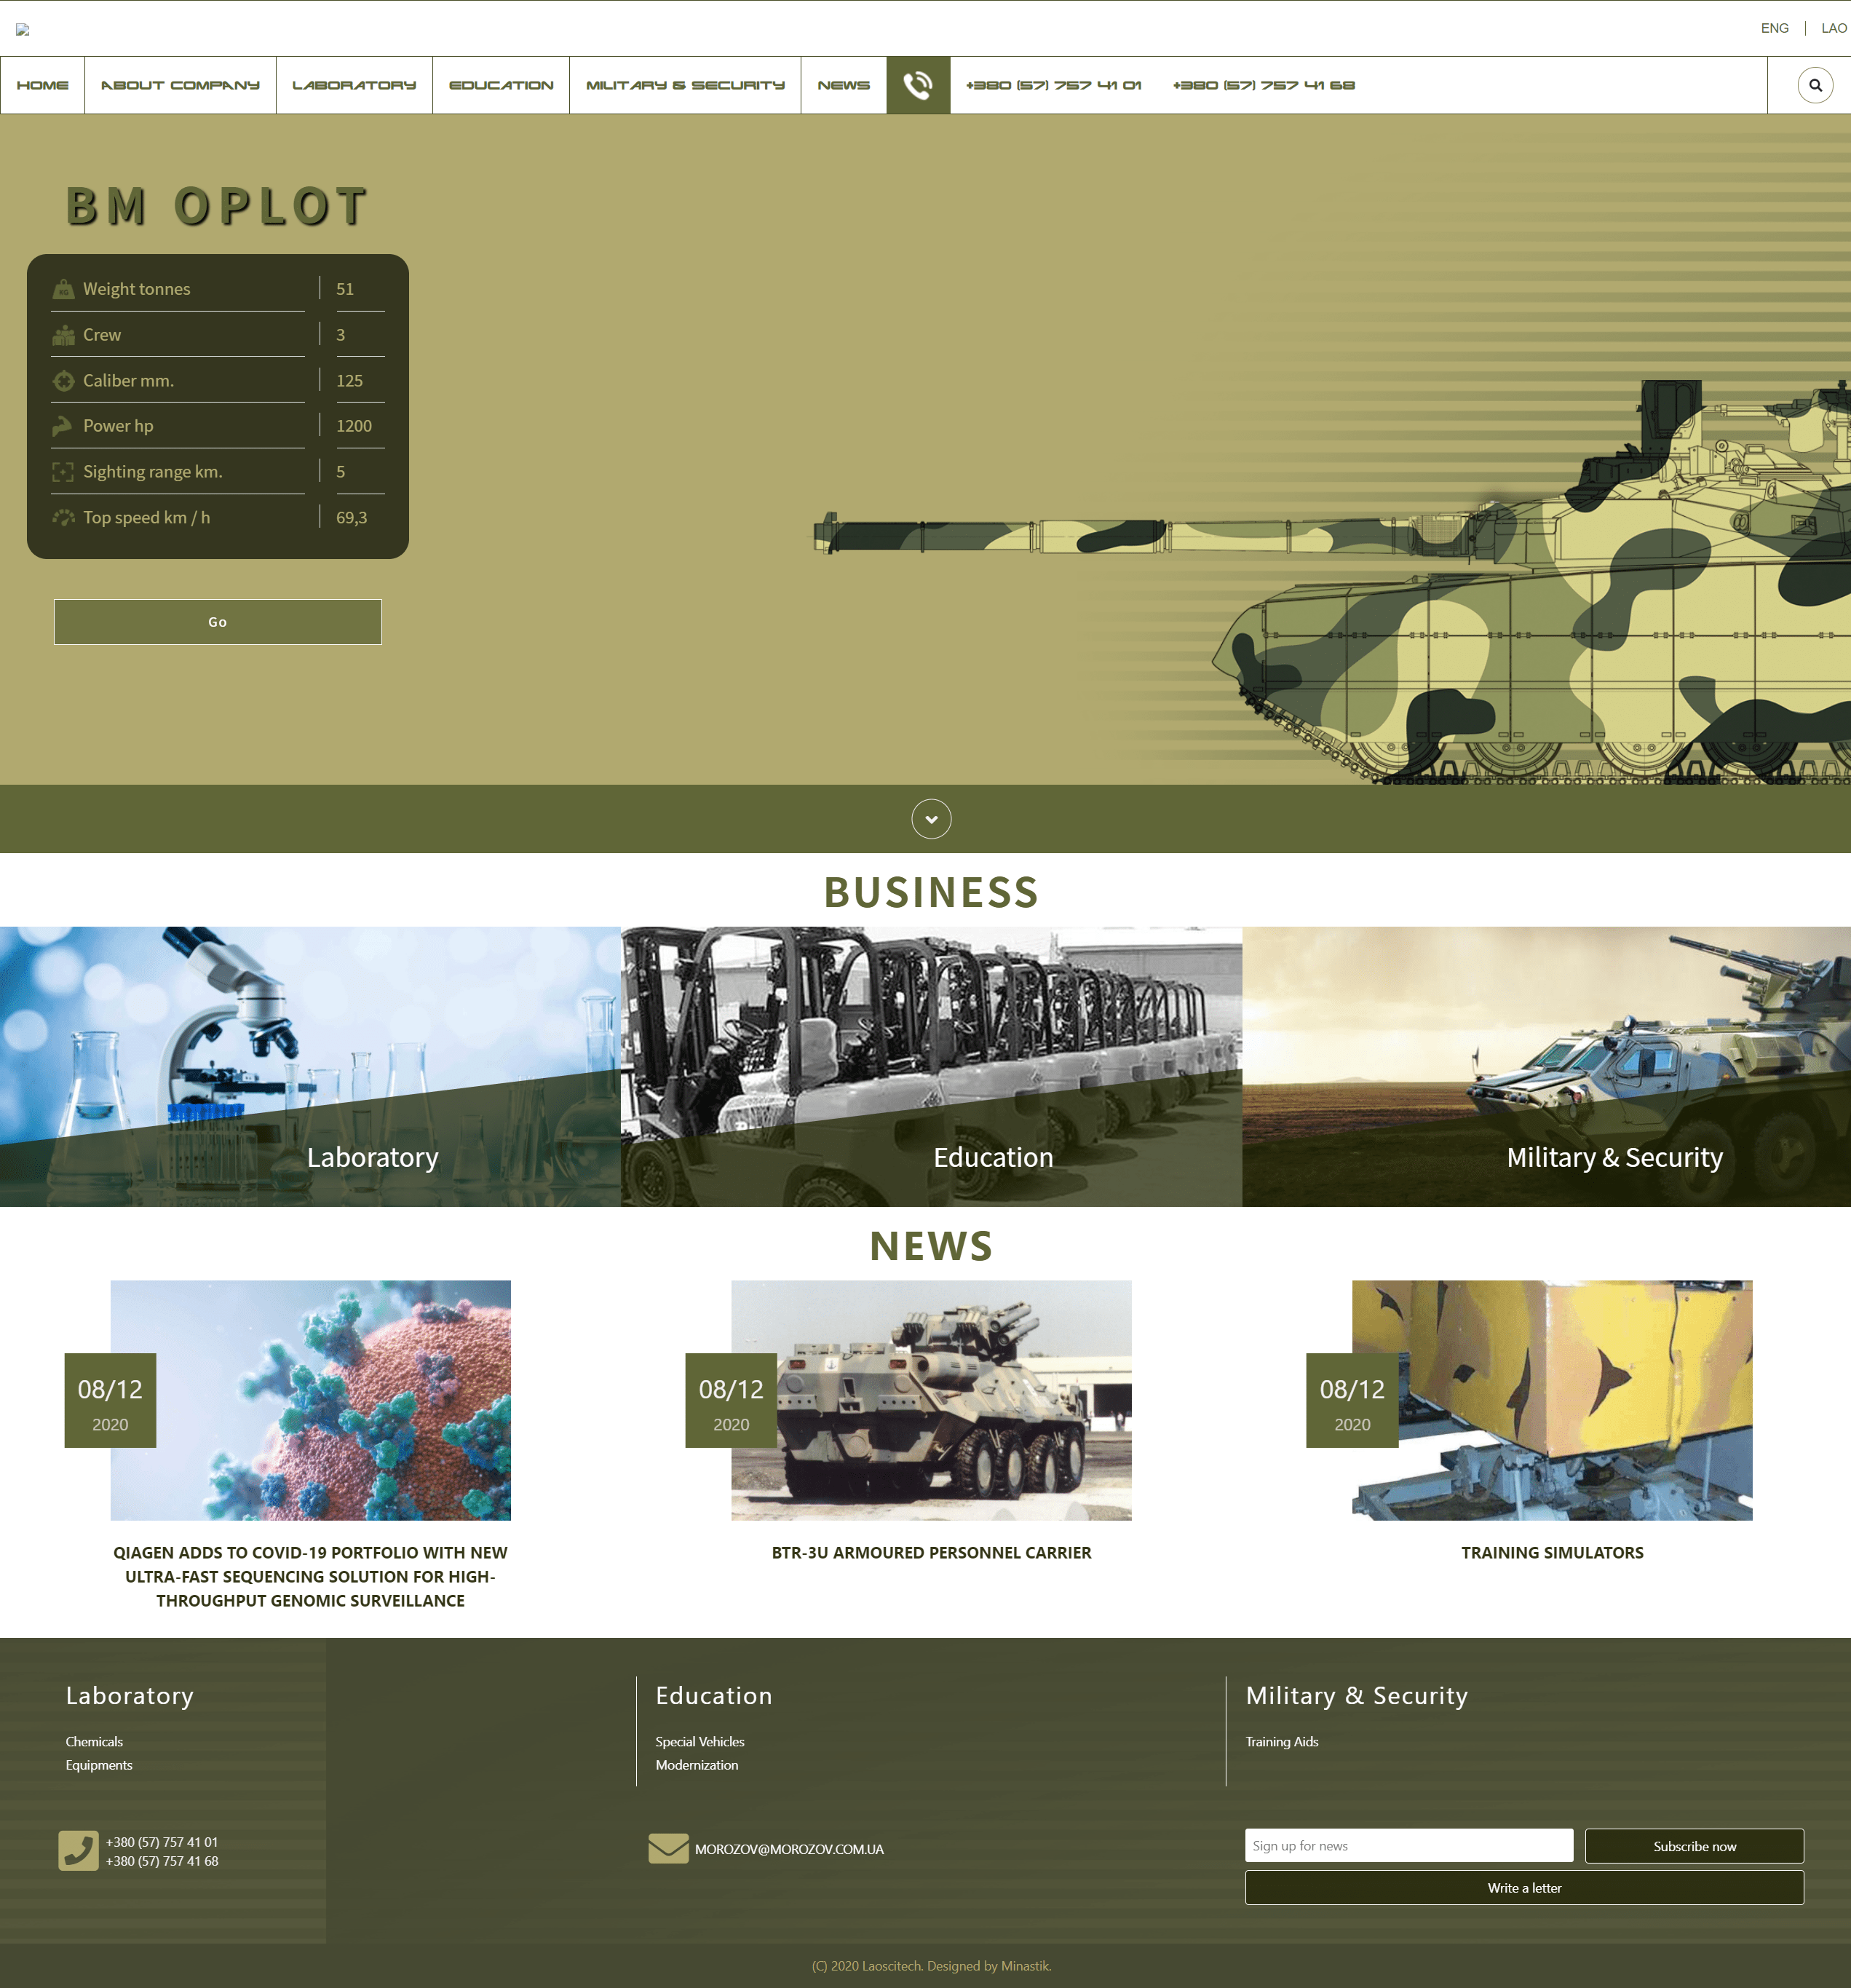 ENG
LAO
HOME
ABOUT COMPANY
LABORATORY
EDUCATION
MILITARY & SECURITY
NEWS
+380 (57) 757 41 01
+380 (57) 757 41 68
BM OPLOT
Weight tonnes 51
Crew 3
Caliber mm. 125
Power hp 1200
Sighting range km. 5
Top speed km / h 69,3
Go
BUSINESS
Laboratory
Education
Military & Security
NEWS
08/12
2020
QIAGEN ADDS TO COVID-19 PORTFOLIO WITH NEW
ULTRA-FAST SEQUENCING SOLUTION FOR HIGH-
THROUGHPUT GENOMIC SURVEILLANCE
08/12
2020
BTR-3U ARMOURED PERSONNEL CARRIER
08/12
2020
TRAINING SIMULATORS
Laboratory
Chemicals
Equipments
Education
Special Vehicles
Modernization
Military & Security
Training Aids
+380 (57) 757 41 01
+380 (57) 757 41 68
MOROZOV@MOROZOV.COM.UA
Sign up for news
Subscribe now
Write a letter
(C) 2020 Laoscitech. Designed by Minastik.